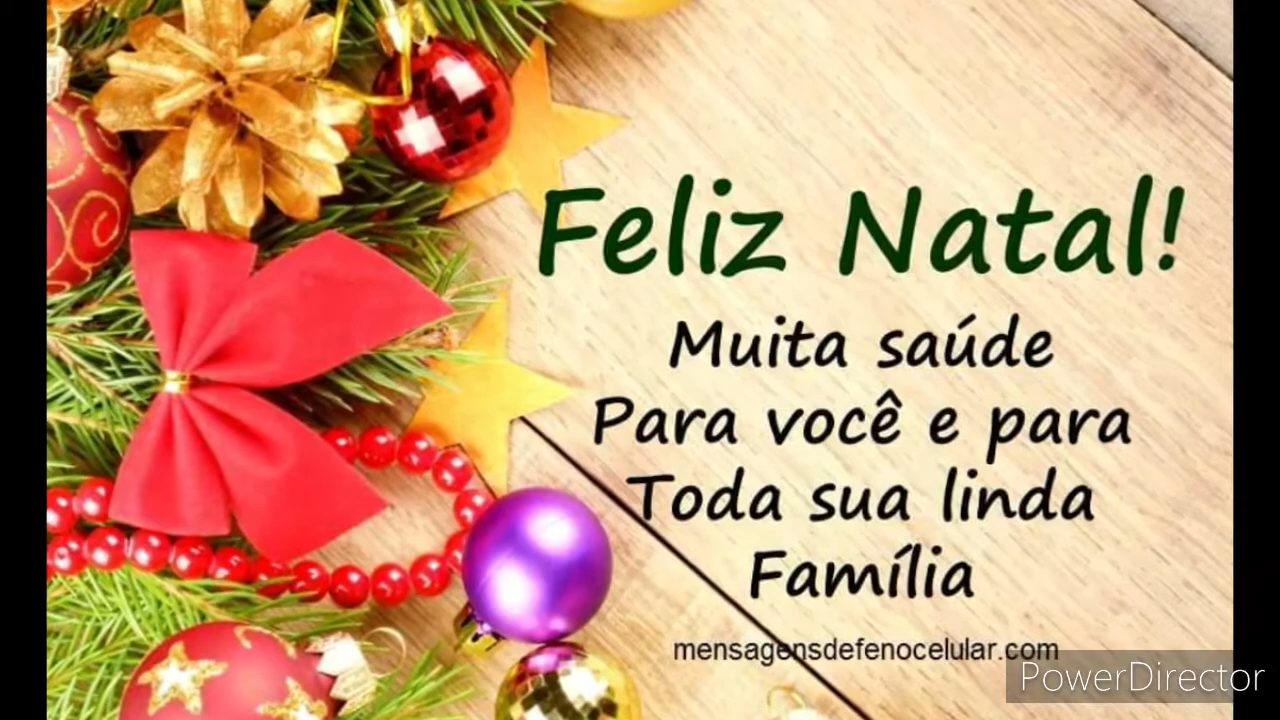 Feliz Natal!
Muita saúde
Para você e para
Toda sua linda
Família
mensagensdefenocelular.com
PowerDirector